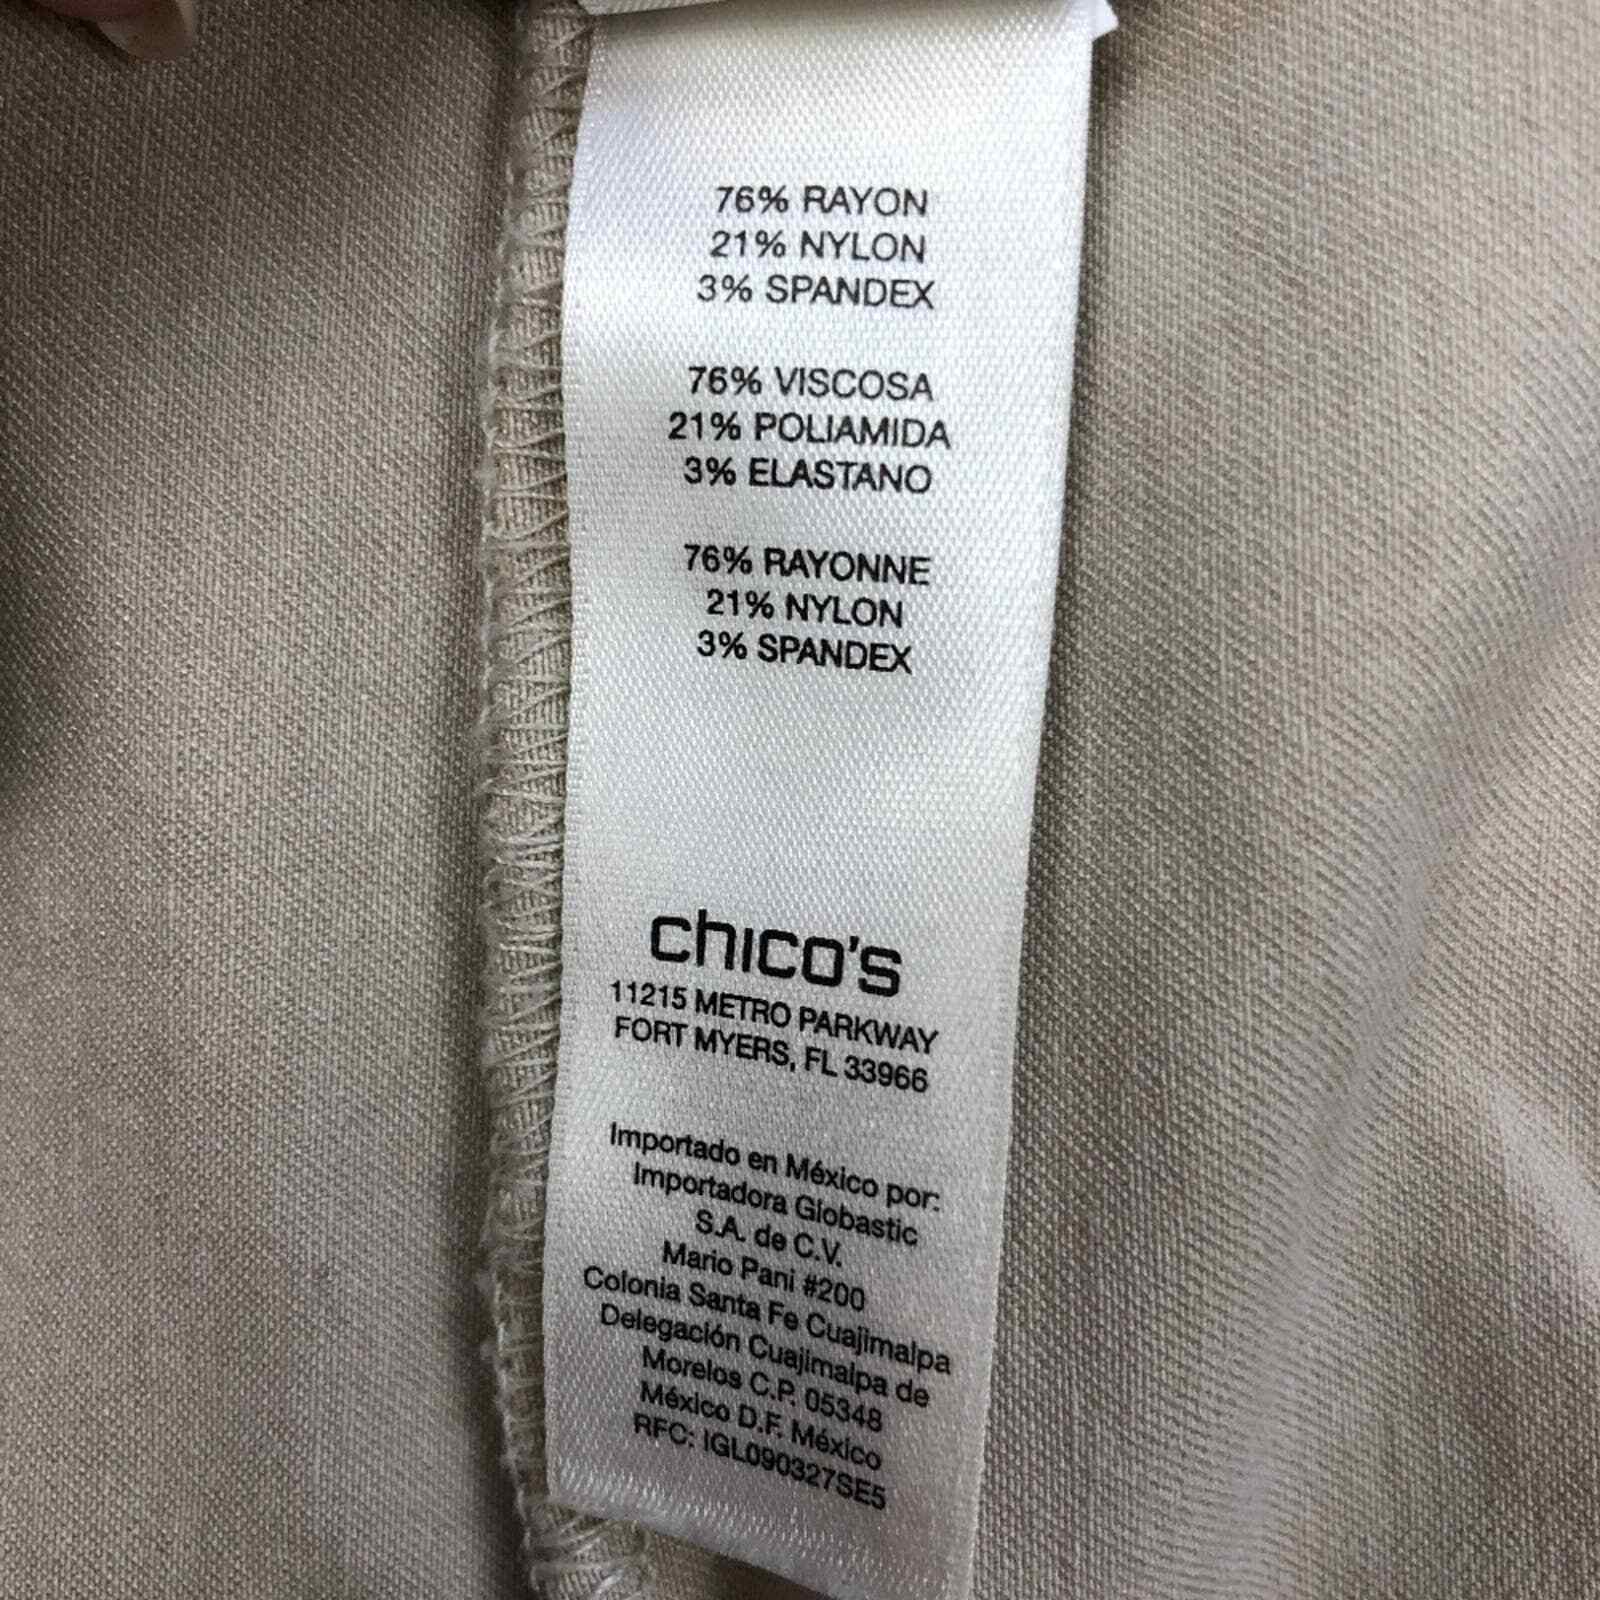 76% RAYON
21% NYLON
3% SPANDEX
76% VISCOSA
21% POLIAMIDA
3% ELASTANO
76% RAYONNE
21% NYLON
3% SPANDEX
chico's
11215 METRO PARKWAY
FORT MYERS, FL 33966
Importado en México por:
Importadora Globastic
S.A. de C.V.
Mario Pani #200
Colonia Santa Fe Cuajimalpa
Delegación Cuajimalpa de
Morelos C.P. 05348
México D.F. México
RFC: IGL090327SE5